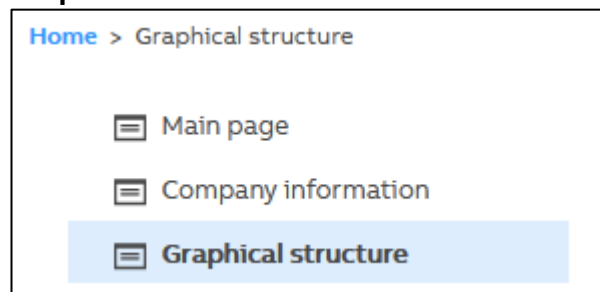 Home > Graphical structure
Main page
Company information
Graphical structure